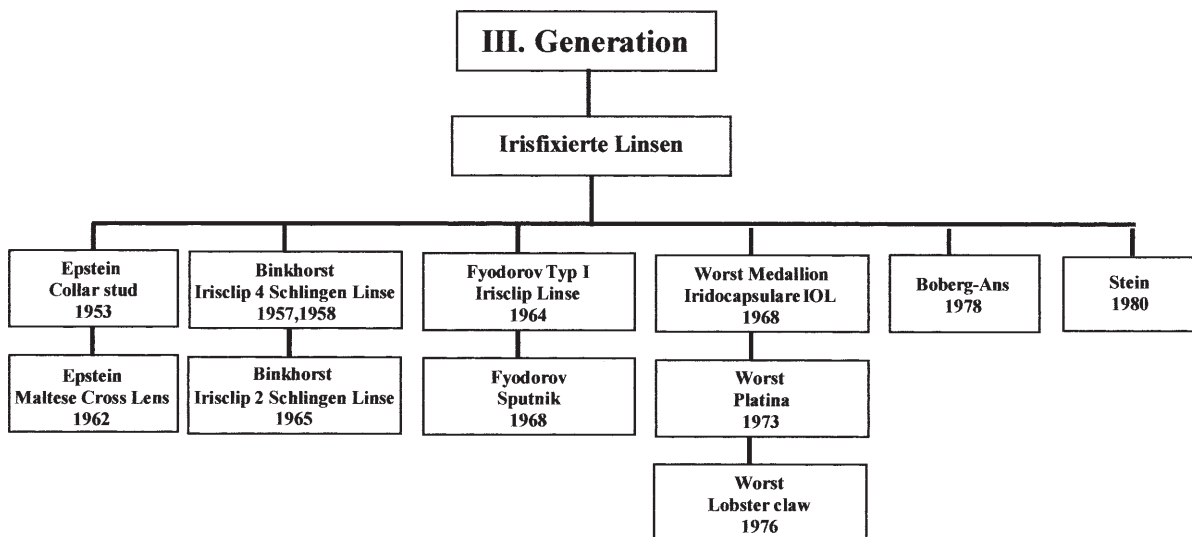 III. Generation
Irisfixierte Linsen
Epstein
Collar stud
1953
Binkhorst
Irisclip 4 Schlingen Linse
1957,1958
Fyodorov Typ I
Irisclip Linse
1964
Worst Medallion
Iridocapsulare IOL
1968
Boberg-Ans
1978
Stein
1980
Epstein
Maltese Cross Lens
1962
Binkhorst
Irisclip 2 Schlingen Linse
1965
Fyodorov
Sputnik
1968
Worst
Platina
1973
Worst
Lobster claw
1976